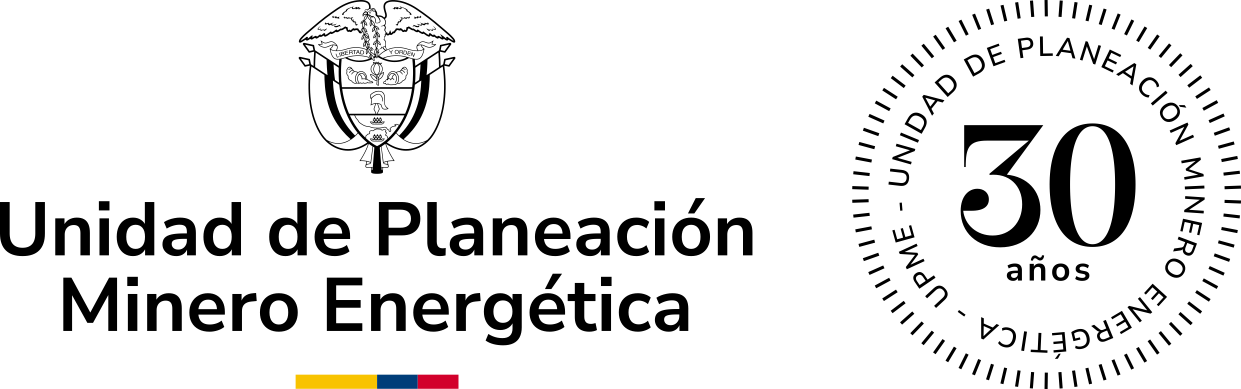 LIBERTAD Y ORDEN
Unidad de Planeación
Minero Energética
UNIDAD DE PLANEACIÓN MINERO ENERGÉTICA - UPME -
30
años